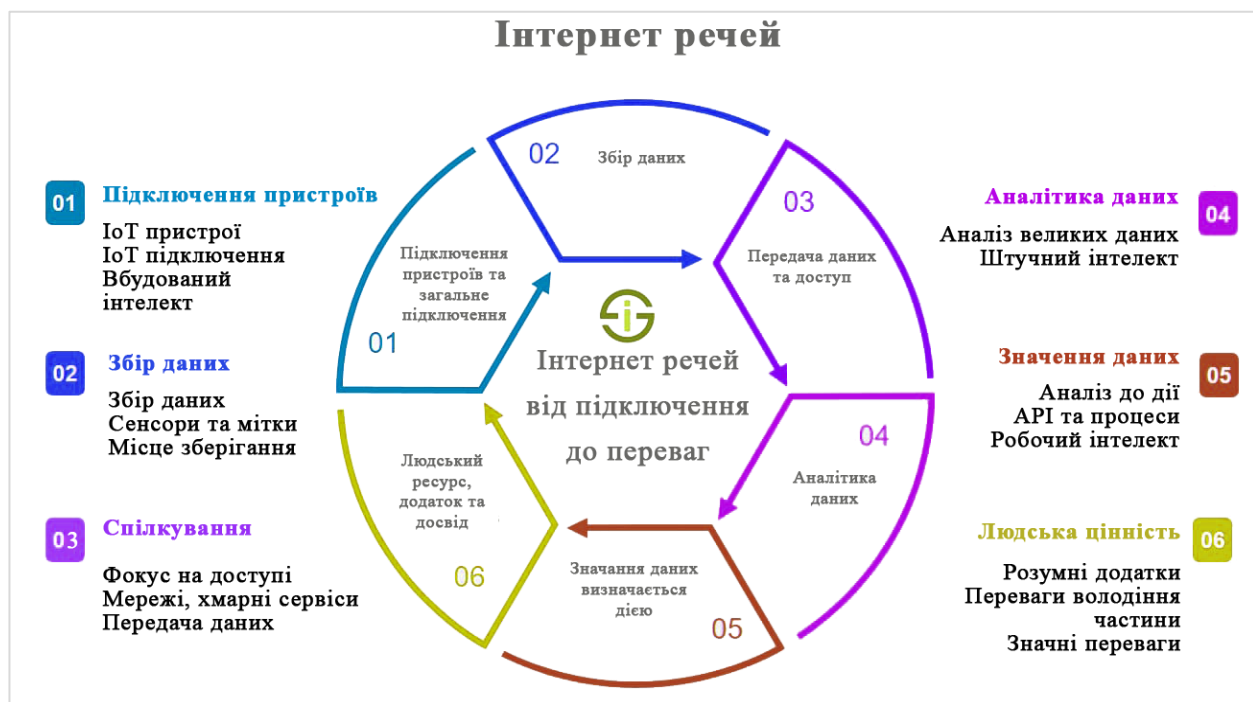 Інтернет речей
01
Підключення пристроїв
IoT пристрої
IoT підключення
Вбудований
інтелект
02
Збір даних
Збір даних
Сенсори та мітки
Місце зберігання
03
Спілкування
Фокус на доступі
Мережі, хмарні сервіси
Передача даних
01
Підключення
пристроїв та
загальне
підключення
02
Збір даних
03
Передача даних
та доступ
04
Аналітика
даних
05
Значання даних
визначається
дією
06
Людський
ресурс,
додаток та
досвід
Інтернет речей
від підключення
до переваг
Аналітика даних
04
Аналіз великих даних
Штучний інтелект
Значення даних
05
Аналіз до дії
API та процеси
Робочий інтелект
Людська цінність
06
Розумні додатки
Переваги володіння
частини
Значні переваги